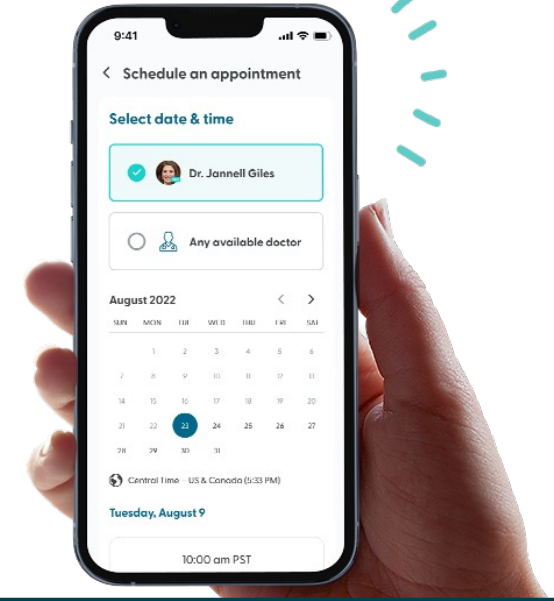 9:41
Schedule an appointment
Select date & time
Dr. Jannell Giles
Any available doctor
August 2022
SUN MON TUE WED THU FRI SAT
1 2 3 4 5 6
7 8 9 10 11 12 13
14 15 16 17 18 19 20
21 22 23 24 25 26 27
28 29 30 31
Central Time - US & Canada (5:33 PM)
Tuesday, August 9
10:00 am PST